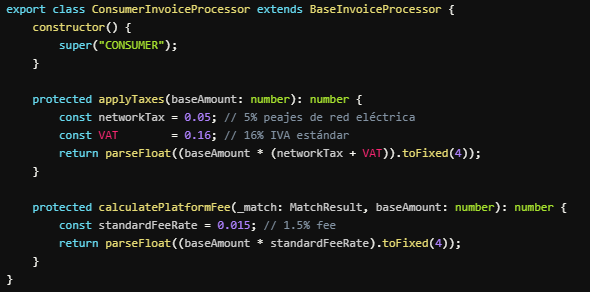 export class ConsumerInvoiceProcessor extends BaseInvoiceProcessor {
    constructor() {
        super("CONSUMER");
    }

    protected applyTaxes(baseAmount: number): number {
        const networkTax = 0.05; // 5% peajes de red eléctrica
        const VAT        = 0.16; // 16% IVA estándar
        return parseFloat((baseAmount * (networkTax + VAT)).toFixed(4));
    }

    protected calculatePlatformFee(_match: MatchResult, baseAmount: number): number {
        const standardFeeRate = 0.015; // 1.5% fee
        return parseFloat((baseAmount * standardFeeRate).toFixed(4));
    }
}